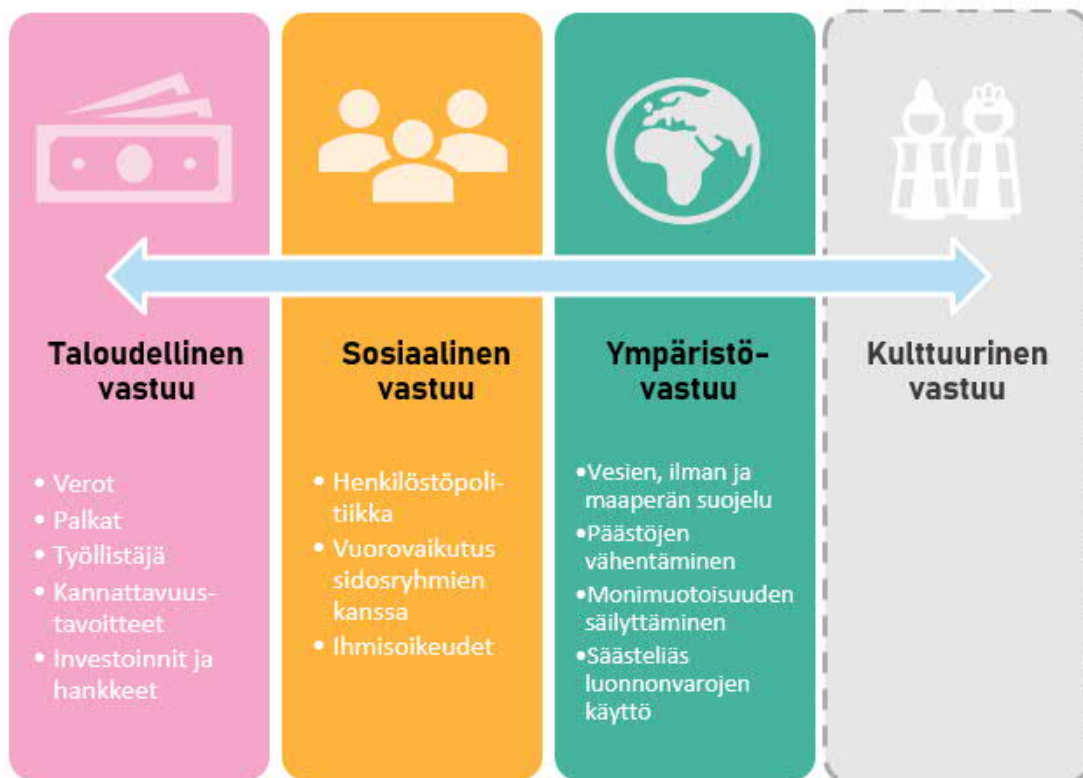 Taloudellinen
vastuu
• Verot
• Palkat
• Työllistäjä
• Kannattavuus-
tavoitteet
• Investoinnit ja
hankkeet
Sosiaalinen
vastuu
• Henkilöstöpoli-
tiikka
• Vuorovaikutus
sidosryhmien
kanssa
• Ihmisoikeudet
Ympäristö-
vastuu
•Vesien, ilman ja
maaperän suojelu
•Päästöjen
vähentäminen
•Monimuotoisuuden
säilyttäminen
•Säästeliäs
luonnonvarojen
käyttö
Kulttuurinen
vastuu